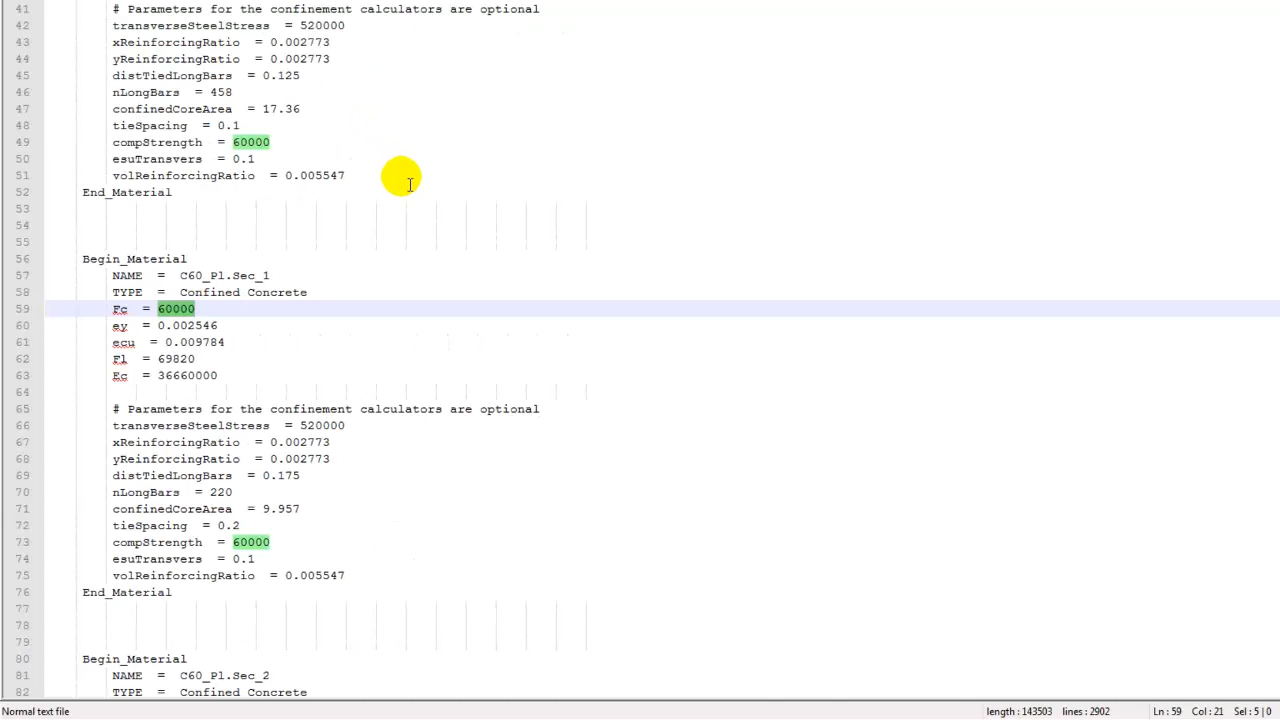 41 # Parameters for the confinement calculators are optional
42 transverseSteelStress = 520000
43 xReinforcingRatio = 0.002773
44 yReinforcingRatio = 0.002773
45 distTiedLongBars = 0.125
46 nLongBars = 458
47 confinedCoreArea = 17.36
48 tieSpacing = 0.1
49 compStrength = 60000
50 esuTransvers = 0.1
51 volReinforcingRatio = 0.005547
52 End_Material
53
54
55
56 Begin_Material
57 NAME = C60_Pl.Sec_1
58 TYPE = Confined Concrete
59 Fc = 60000
60 ey = 0.002546
61 ecu = 0.009784
62 Fl = 69820
63 Ec = 36660000
64
65 # Parameters for the confinement calculators are optional
66 transverseSteelStress = 520000
67 xReinforcingRatio = 0.002773
68 yReinforcingRatio = 0.002773
69 distTiedLongBars = 0.175
70 nLongBars = 220
71 confinedCoreArea = 9.957
72 tieSpacing = 0.2
73 compStrength = 60000
74 esuTransvers = 0.1
75 volReinforcingRatio = 0.005547
76 End_Material
77
78
79
80 Begin_Material
81 NAME = C60_Pl.Sec_2
82 TYPE = Confined Concrete
Normal text file length : 143503 lines : 2902 Ln : 59 Col : 21 Sel : 5 | 0